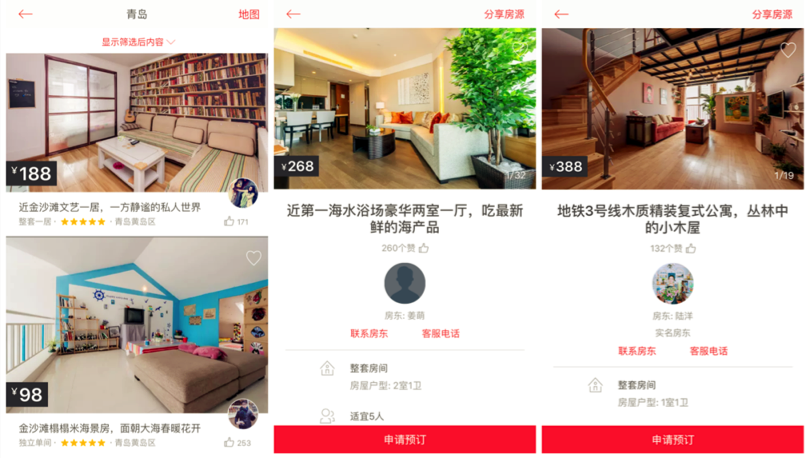 青岛
地图
显示筛选后内容
¥188
近金沙滩文艺一居，一方静谧的私人世界
整套一居 · ★★★★★ · 青岛黄岛区
171
¥98
金沙滩榻榻米海景房，面朝大海春暖花开
独立单间 · ★★★★★ · 青岛黄岛区
253
分享房源
¥268
1/32
近第一海水浴场豪华两室一厅，吃最新
鲜的海产品
260个赞
房东: 姜萌
联系房东
客服电话
整套房间
房屋户型: 2室1卫
适宜5人
申请预订
分享房源
¥388
1/19
地铁3号线木质精装复式公寓，丛林中
的小木屋
132个赞
房东: 陆洋
实名房东
联系房东
客服电话
整套房间
房屋户型: 1室1卫
申请预订